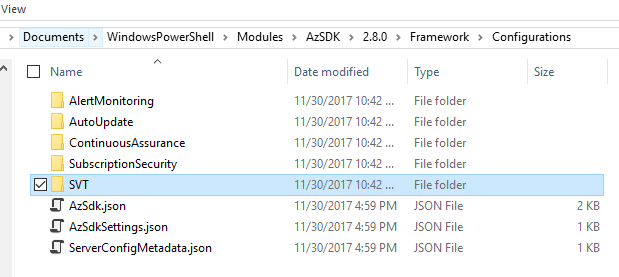 View
Documents > WindowsPowerShell > Modules > AzSDK > 2.8.0 > Framework > Configurations
Name Date modified Type Size
AlertMonitoring 11/30/2017 10:42 ... File folder
AutoUpdate 11/30/2017 10:42 ... File folder
ContinuousAssurance 11/30/2017 10:42 ... File folder
SubscriptionSecurity 11/30/2017 10:42 ... File folder
SVT 11/30/2017 10:42 ... File folder
AzSdk.json 11/30/2017 4:59 PM JSON File 2 KB
AzSdkSettings.json 11/30/2017 4:59 PM JSON File 1 KB
ServerConfigMetadata.json 11/30/2017 4:59 PM JSON File 1 KB